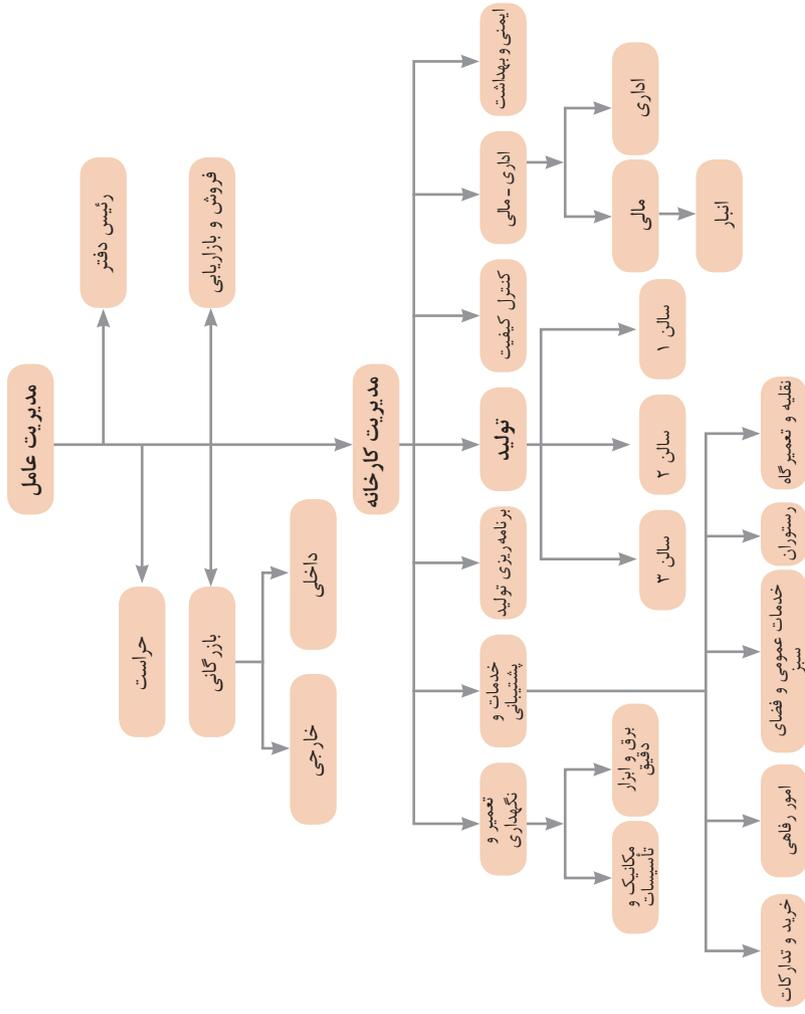 مدیریت عامل
رئیس دفتر
حراست
فروش و بازاریابی
بازرگانی
داخلی
خارجی
مدیریت کارخانه
ایمنی و بهداشت
اداری - مالی
کنترل کیفیت
تولید
برنامه ریزی تولید
خدمات و
پشتیبانی
تعمیر و
نگهداری
اداری
مالی
انبار
سالن ۱
سالن ۲
سالن ۳
برق و ابزار
دقیق
مکانیک و
تأسیسات
نقلیه و تعمیرگاه
رستوران
خدمات عمومی و فضای
سبز
امور رفاهی
خرید و تدارکات